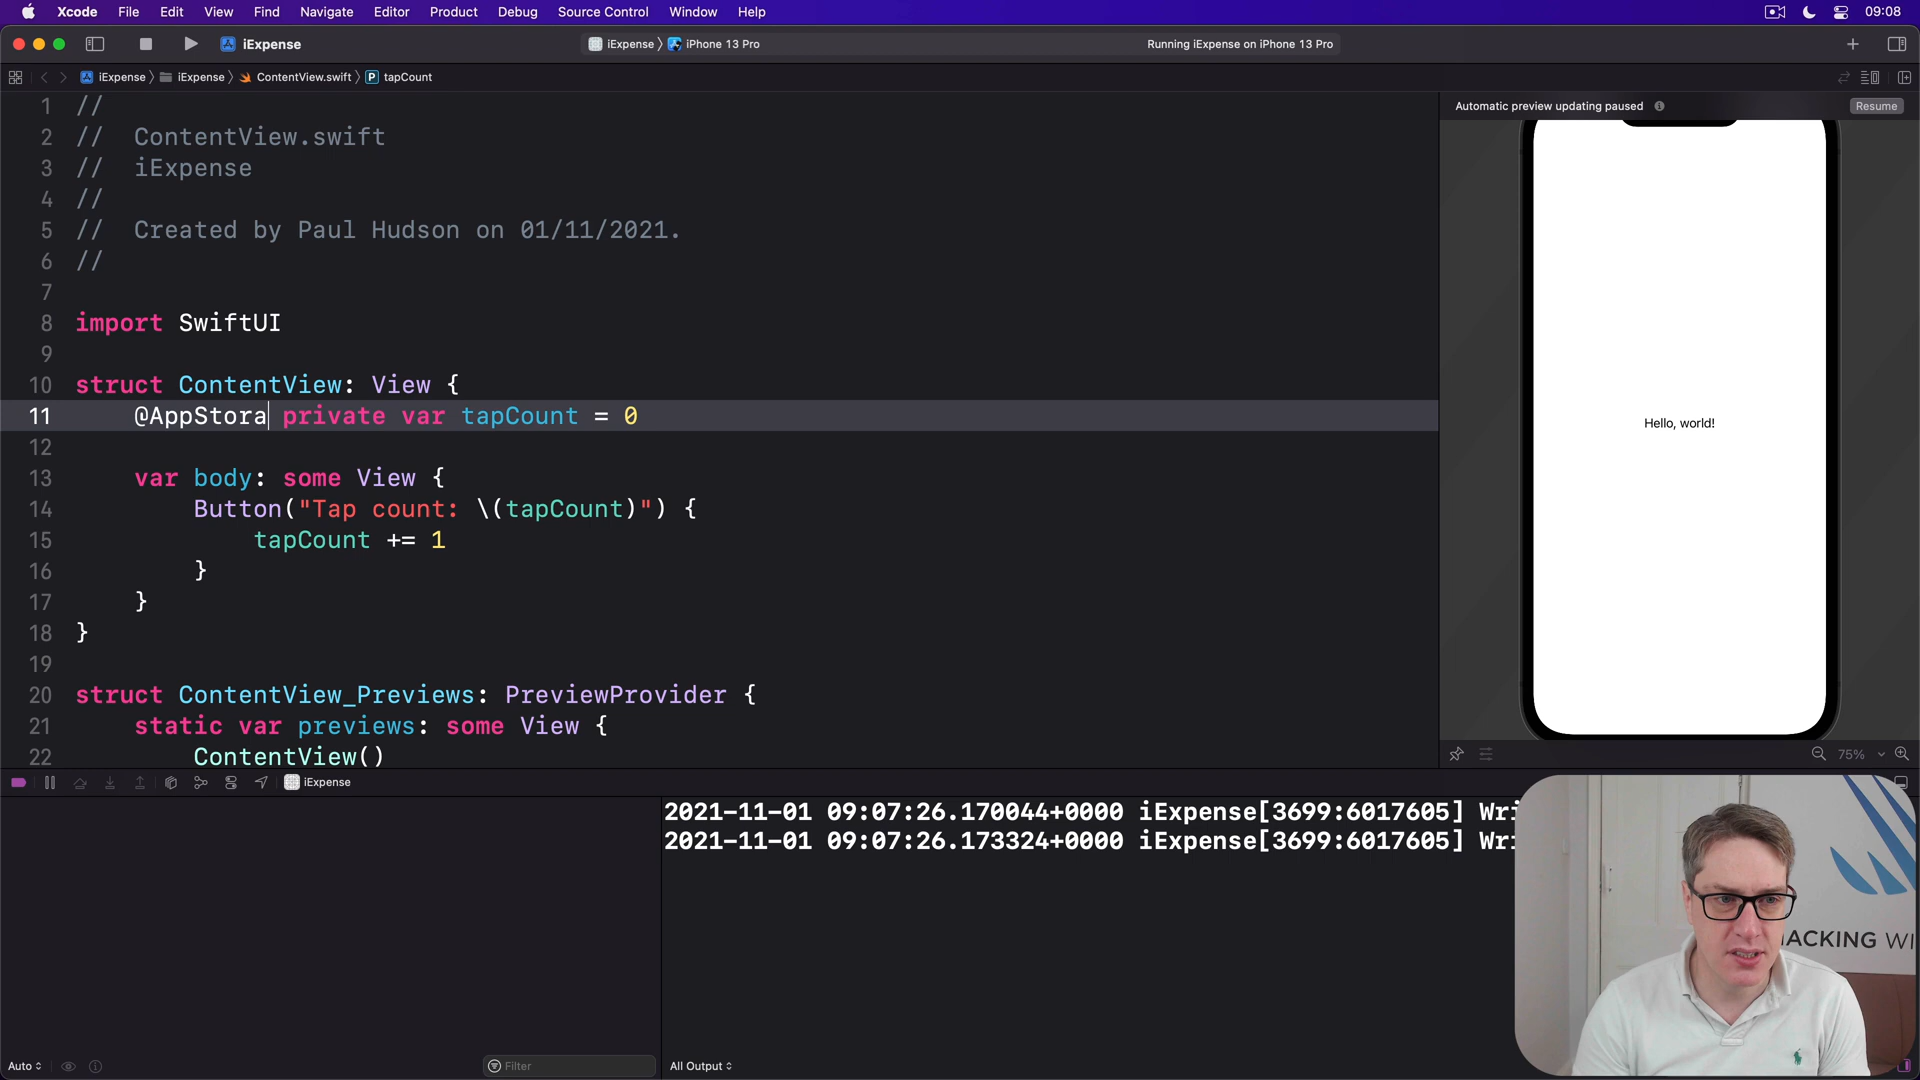 Xcode File Edit View Find Navigate Editor Product Debug Source Control Window Help 09:08
iExpense iExpense 〉 iPhone 13 Pro Running iExpense on iPhone 13 Pro
iExpense 〉 iExpense 〉 ContentView.swift 〉 P tapCount
Automatic preview updating paused Resume
1 //
2 //  ContentView.swift
3 //  iExpense
4 //
5 //  Created by Paul Hudson on 01/11/2021.
6 //
7
8 import SwiftUI
9
10 struct ContentView: View {
11     @AppStora private var tapCount = 0
12
13     var body: some View {
14         Button("Tap count: \(tapCount)") {
15             tapCount += 1
16         }
17     }
18 }
19
20 struct ContentView_Previews: PreviewProvider {
21     static var previews: some View {
22         ContentView()
Hello, world!
75%
iExpense
2021-11-01 09:07:26.170044+0000 iExpense[3699:6017605] Wri
2021-11-01 09:07:26.173324+0000 iExpense[3699:6017605] Wri
HACKING WI
Auto Filter All Output